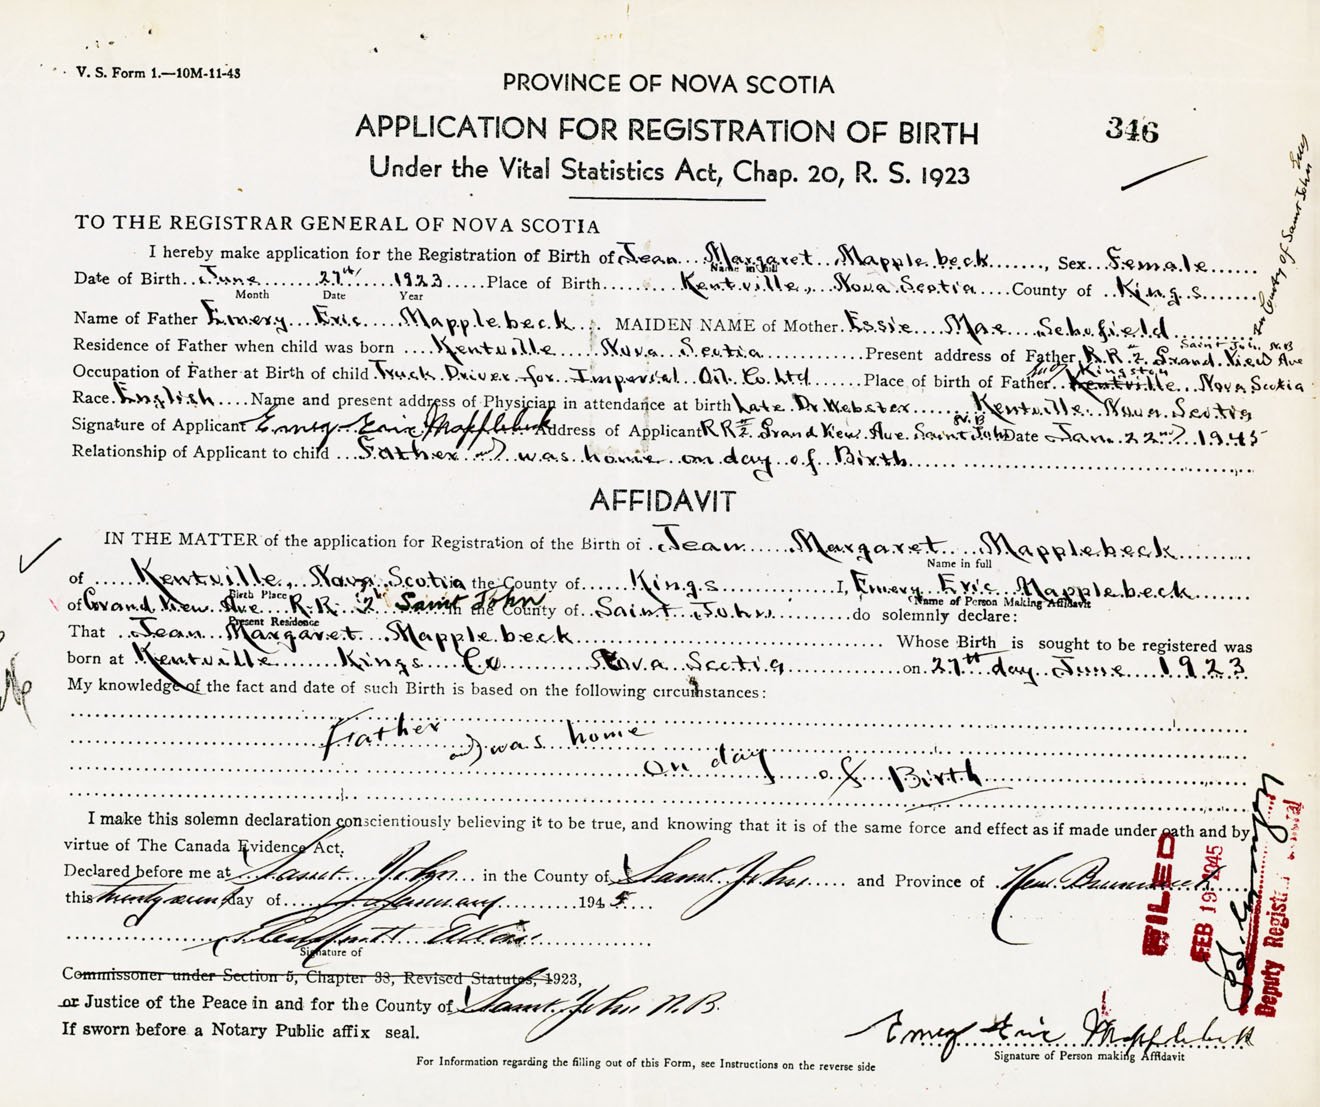 V. S. Form 1.—10M-11-43
PROVINCE OF NOVA SCOTIA
APPLICATION FOR REGISTRATION OF BIRTH
346
Under the Vital Statistics Act, Chap. 20, R. S. 1923
TO THE REGISTRAR GENERAL OF NOVA SCOTIA
I hereby make application for the Registration of Birth of Jean Margaret Mapplebeck, Sex Female
Name in full
Date of Birth June 27th 1923 Place of Birth Kentville, Nova Scotia County of Kings
Month Date Year
Name of Father Emery Eric Mapplebeck MAIDEN NAME of Mother Essie Mae Schofield
in County of Saint John
Saint John N.B
Residence of Father when child was born Kentville Nova Scotia Present address of Father R.R. 2 Grand View Ave
Kingston
Occupation of Father at Birth of child Truck Driver for Imperial Oil Co. Ltd Place of birth of Father Kentville Nova Scotia
Race English Name and present address of Physician in attendance at birth Late Dr. Webster Kentville Nova Scotia
N.B
Signature of Applicant Emery Eric Mapplebeck Address of Applicant R R 2 Grand View Ave Saint John Date Jan. 22 1945
Relationship of Applicant to child Father and was home on day of Birth
AFFIDAVIT
IN THE MATTER of the application for Registration of the Birth of Jean Margaret Mapplebeck
Name in full
of Kentville, Nova Scotia the County of Kings I, Emery Eric Mapplebeck
Birth Place Name of Person Making Affidavit
of Grand View Ave R.R. 2 Saint John in the County of Saint John do solemnly declare:
Present Residence
That Jean Margaret Mapplebeck Whose Birth is sought to be registered was
born at Kentville Kings Co Nova Scotia on 27th day June 1923
My knowledge of the fact and date of such Birth is based on the following circumstances:
Father and was home
on day of Birth
I make this solemn declaration conscientiously believing it to be true, and knowing that it is of the same force and effect as if made under oath and by
virtue of The Canada Evidence Act.
Declared before me at Saint John in the County of Saint John and Province of New Brunswick
this twenty seven day of January 1945
Signature of
Commissoner under Section 5, Chapter 33, Revised Statutes, 1923,
or Justice of the Peace in and for the County of Saint John N.B.
If sworn before a Notary Public affix seal.
Emery Eric Mapplebeck
Signature of Person making Affidavit
For Information regarding the filling out of this Form, see Instructions on the reverse side
FILED
FEB 19 1945
Deputy Registrar